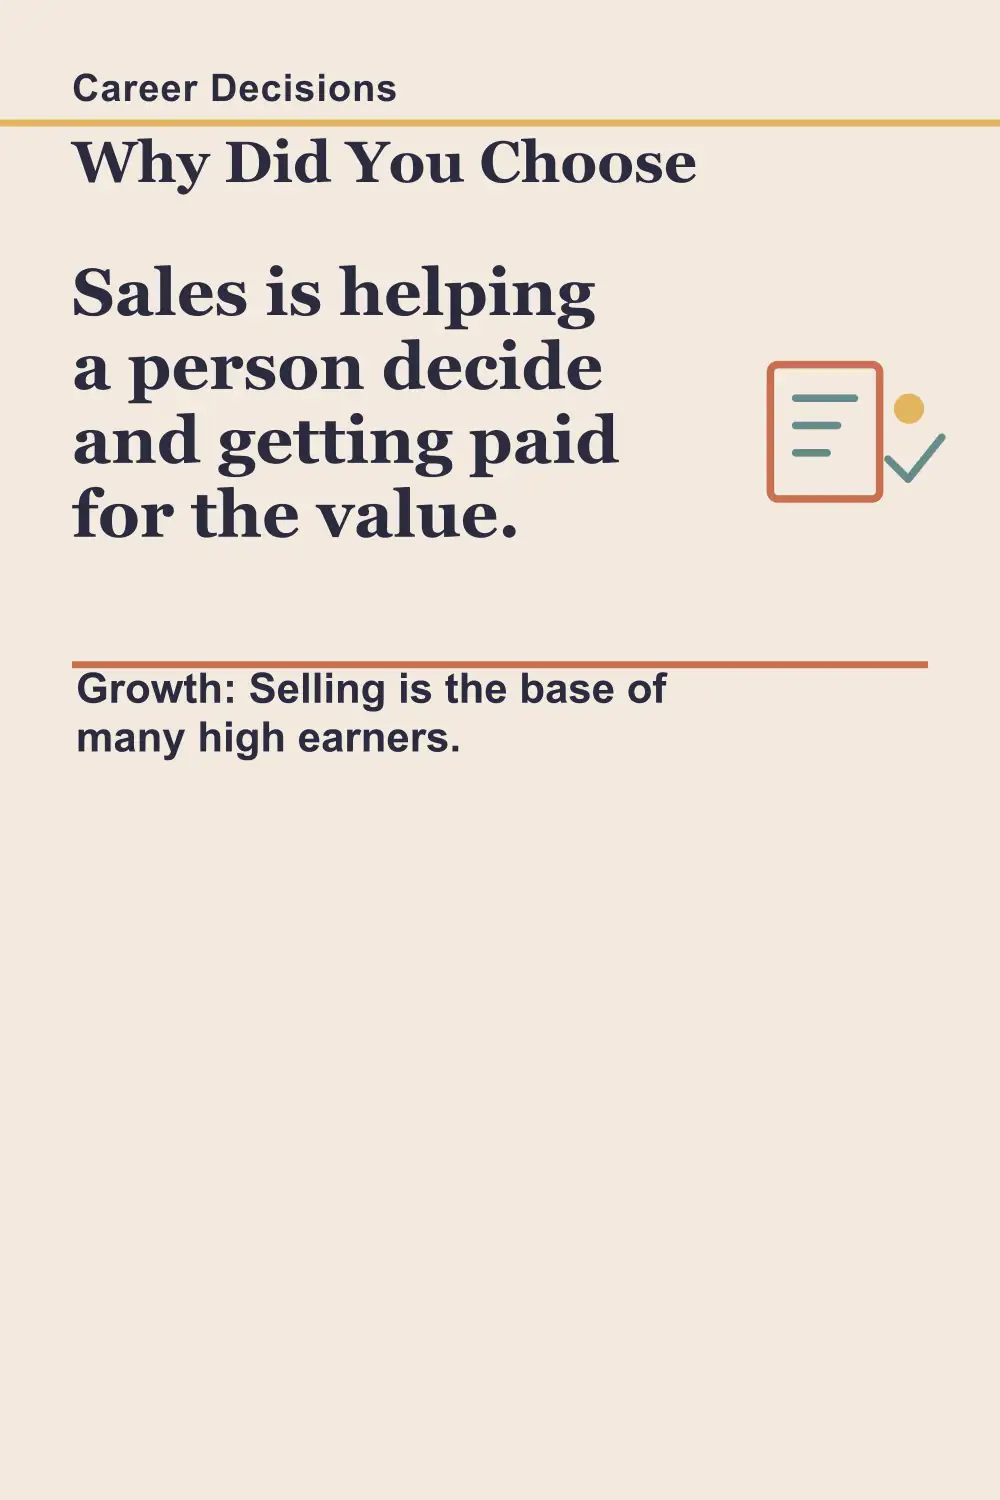 Career Decisions
Why Did You Choose
Sales is helping
a person decide
and getting paid
for the value.
Growth: Selling is the base of
many high earners.